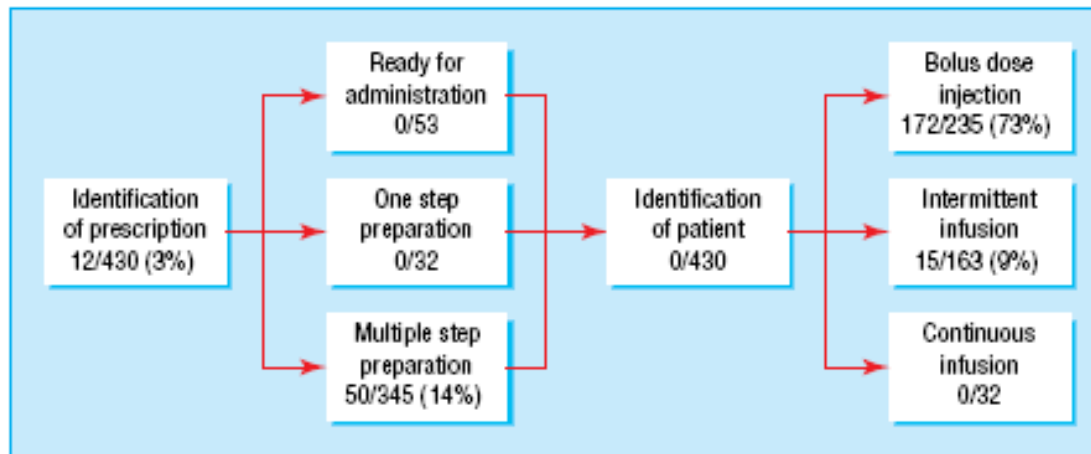 Identification
of prescription
12/430 (3%)
Ready for
administration
0/53
One step
preparation
0/32
Multiple step
preparation
50/345 (14%)
Identification
of patient
0/430
Bolus dose
injection
172/235 (73%)
Intermittent
infusion
15/163 (9%)
Continuous
infusion
0/32